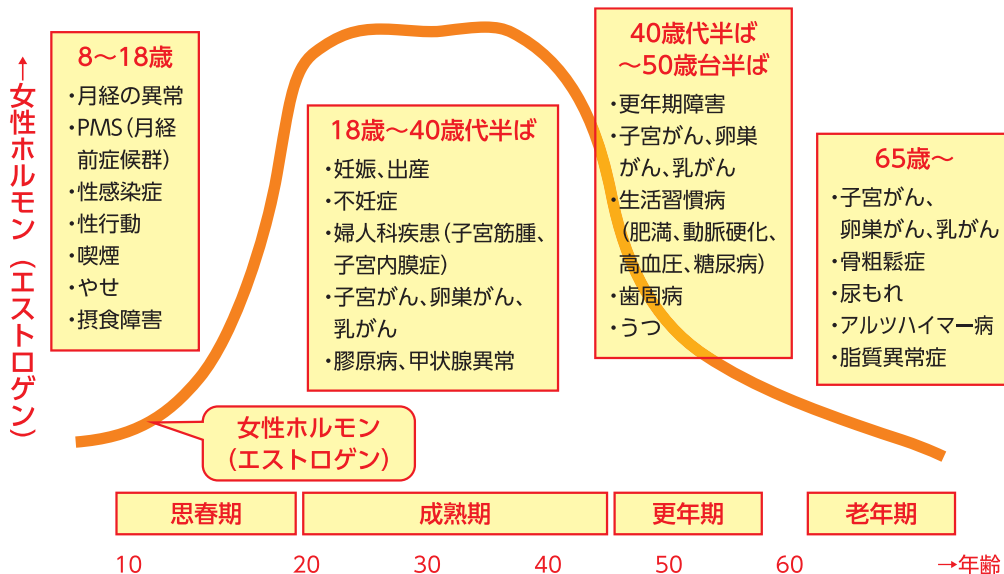 ←女性ホルモン(エストロゲン)
8〜18歳
・月経の異常
・PMS(月経
前症候群)
・性感染症
・性行動
・喫煙
・やせ
・摂食障害
18歳〜40歳代半ば
・妊娠、出産
・不妊症
・婦人科疾患(子宮筋腫、
子宮内膜症)
・子宮がん、卵巣がん、
乳がん
・膠原病、甲状腺異常
40歳代半ば
〜50歳台半ば
・更年期障害
・子宮がん、卵巣
がん、乳がん
・生活習慣病
(肥満、動脈硬化、
高血圧、糖尿病)
・歯周病
・うつ
65歳〜
・子宮がん、
卵巣がん、乳がん
・骨粗鬆症
・尿もれ
・アルツハイマー病
・脂質異常症
女性ホルモン
(エストロゲン)
思春期
成熟期
更年期
老年期
10 20 30 40 50 60 →年齢